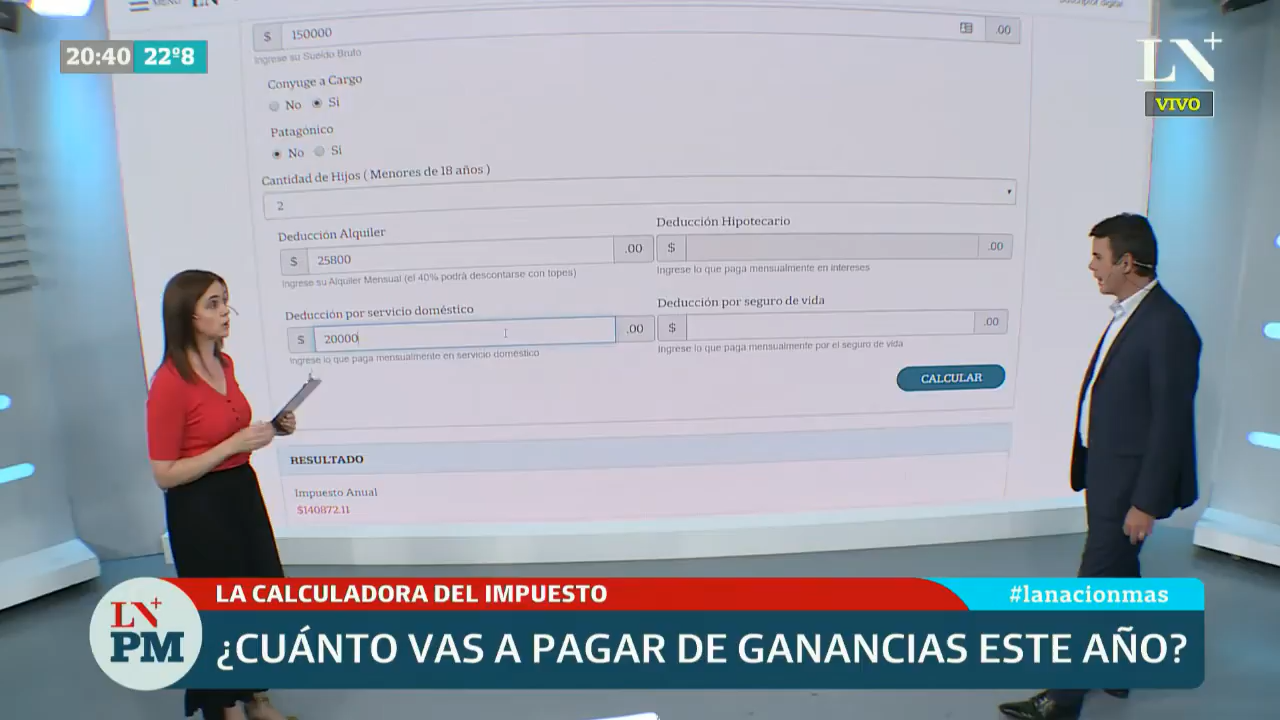 MENÚ
LN
Suscriptor digital
20:40 22º8
LN+
VIVO
$ 150000 .00
Ingrese su Sueldo Bruto
Conyuge a Cargo
No Si
Patagónico
No Si
Cantidad de Hijos ( Menores de 18 años )
2
Deducción Alquiler
$ 25800 .00
Ingrese su Alquiler Mensual (el 40% podrá descontarse con topes)
Deducción Hipotecario
$ .00
Ingrese lo que paga mensualmente en intereses
Deducción por servicio doméstico
$ 20000 .00
Ingrese lo que paga mensualmente en servicio doméstico
Deducción por seguro de vida
$ .00
Ingrese lo que paga mensualmente por el seguro de vida
CALCULAR
RESULTADO
Impuesto Anual
$140872.11
LN+
PM
LA CALCULADORA DEL IMPUESTO
#lanacionmas
¿CUÁNTO VAS A PAGAR DE GANANCIAS ESTE AÑO?